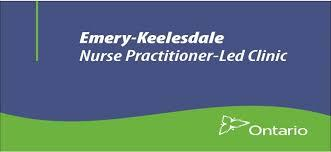 Emery-Keelesdale
Nurse Practitioner-Led Clinic
Ontario